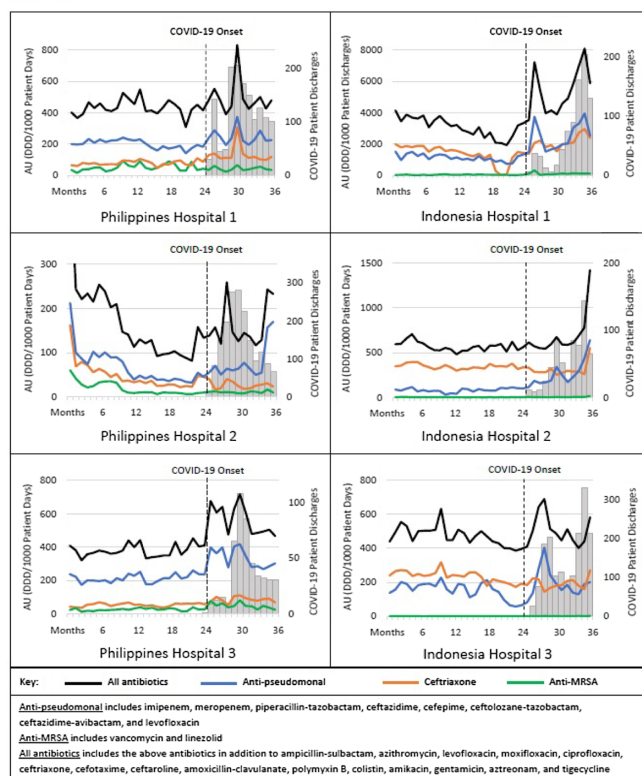 COVID-19 Onset COVID-19 Onset
AU (DDD/1000 Patient Days)
800
600
400
200
0
COVID-19 Patient Discharges
200
100
0
Months 6 12 18 24 30 36
Philippines Hospital 1
AU (DDD/1000 Patient Days)
8000
6000
4000
2000
0
COVID-19 Patient Discharges
200
100
0
Months 6 12 18 24 30 36
Indonesia Hospital 1
COVID-19 Onset COVID-19 Onset
AU (DDD/1000 Patient Days)
300
200
100
0
COVID-19 Patient Discharges
300
200
100
0
Months 6 12 18 24 30 36
Philippines Hospital 2
AU (DDD/1000 Patient Days)
1500
1000
500
0
COVID-19 Patient Discharges
200
100
0
Months 6 12 18 24 30 36
Indonesia Hospital 2
COVID-19 Onset COVID-19 Onset
AU (DDD/1000 Patient Days)
800
600
400
200
0
COVID-19 Patient Discharges
100
50
0
Months 6 12 18 24 30 36
Philippines Hospital 3
AU (DDD/1000 Patient Days)
800
600
400
200
0
COVID-19 Patient Discharges
300
200
100
0
Months 6 12 18 24 30 36
Indonesia Hospital 3
Key: All antibiotics Anti-pseudomonal Ceftriaxone Anti-MRSA
Anti-pseudomonal includes imipenem, meropenem, piperacillin-tazobactam, ceftazidime, cefepime, ceftolozane-tazobactam,
ceftazidime-avibactam, and levofloxacin
Anti-MRSA includes vancomycin and linezolid
All antibiotics includes the above antibiotics in addition to ampicillin-sulbactam, azithromycin, levofloxacin, moxifloxacin, ciprofloxacin,
ceftriaxone, cefotaxime, ceftaroline, amoxicillin-clavulanate, polymyxin B, colistin, amikacin, gentamicin, aztreonam, and tigecycline